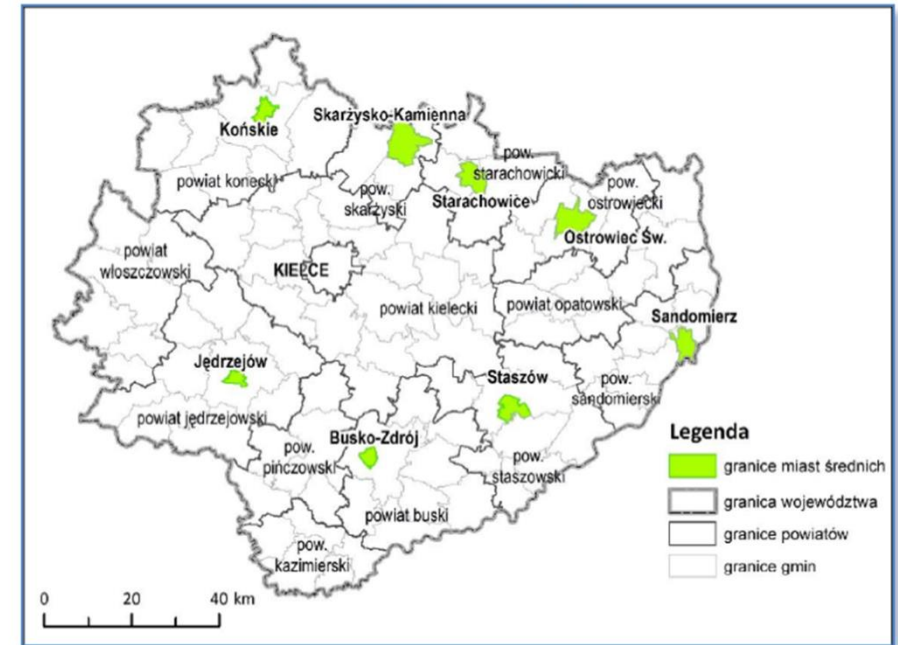 Końskie
Skarżysko-Kamienna
powiat konecki
pow.
skarżyski
pow.
starachowicki
Starachowice
pow.
ostrowiecki
Ostrowiec Św.
powiat
włoszczowski
KIELCE
powiat kielecki
powiat opatowski
Sandomierz
Jędrzejów
Staszów
pow.
sandomierski
powiat jędrzejowski
Busko-Zdrój
pow.
pińczowski
pow.
staszowski
powiat buski
pow.
kazimierski
Legenda
granice miast średnich
granica województwa
granice powiatów
granice gmin
0 20 40 km